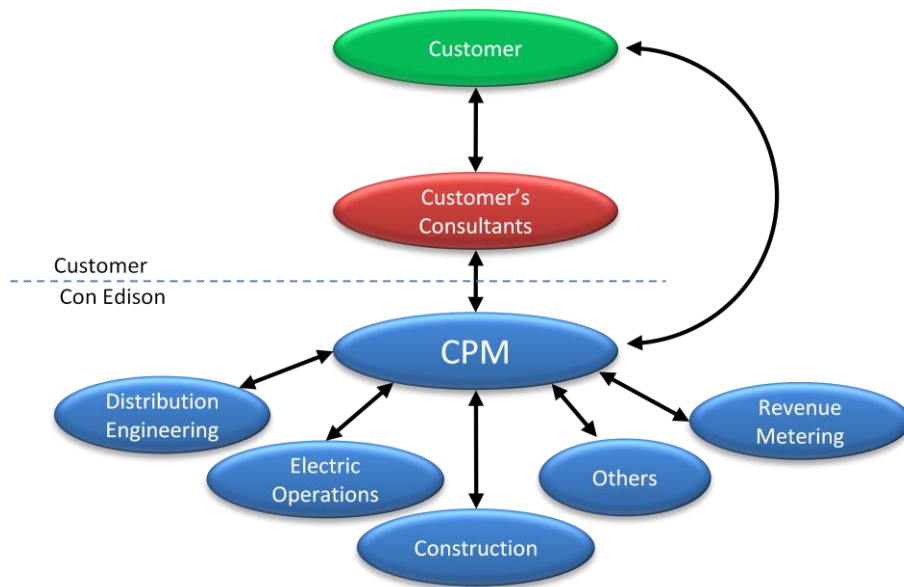 Customer
Customer’s
Consultants
Customer
Con Edison
CPM
Distribution
Engineering
Revenue
Metering
Electric
Operations
Others
Construction